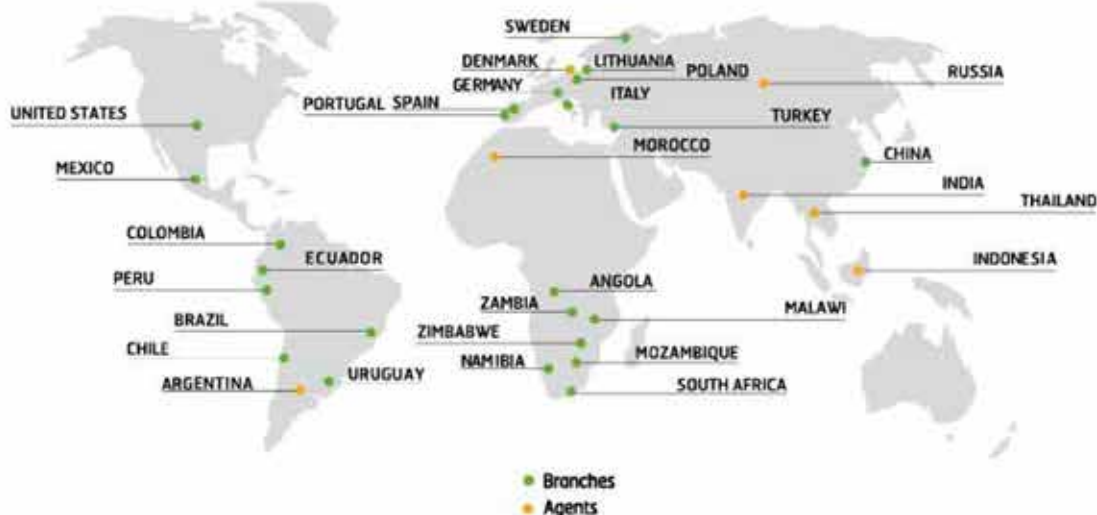 SWEDEN
DENMARK
LITHUANIA
GERMANY
POLAND
RUSSIA
PORTUGAL SPAIN
ITALY
UNITED STATES
TURKEY
MOROCCO
CHINA
MEXICO
INDIA
THAILAND
COLOMBIA
ECUADOR
INDONESIA
PERU
ANGOLA
ZAMBIA
MALAWI
BRAZIL
ZIMBABWE
CHILE
NAMIBIA
MOZAMBIQUE
ARGENTINA
URUGUAY
SOUTH AFRICA
Branches
Agents